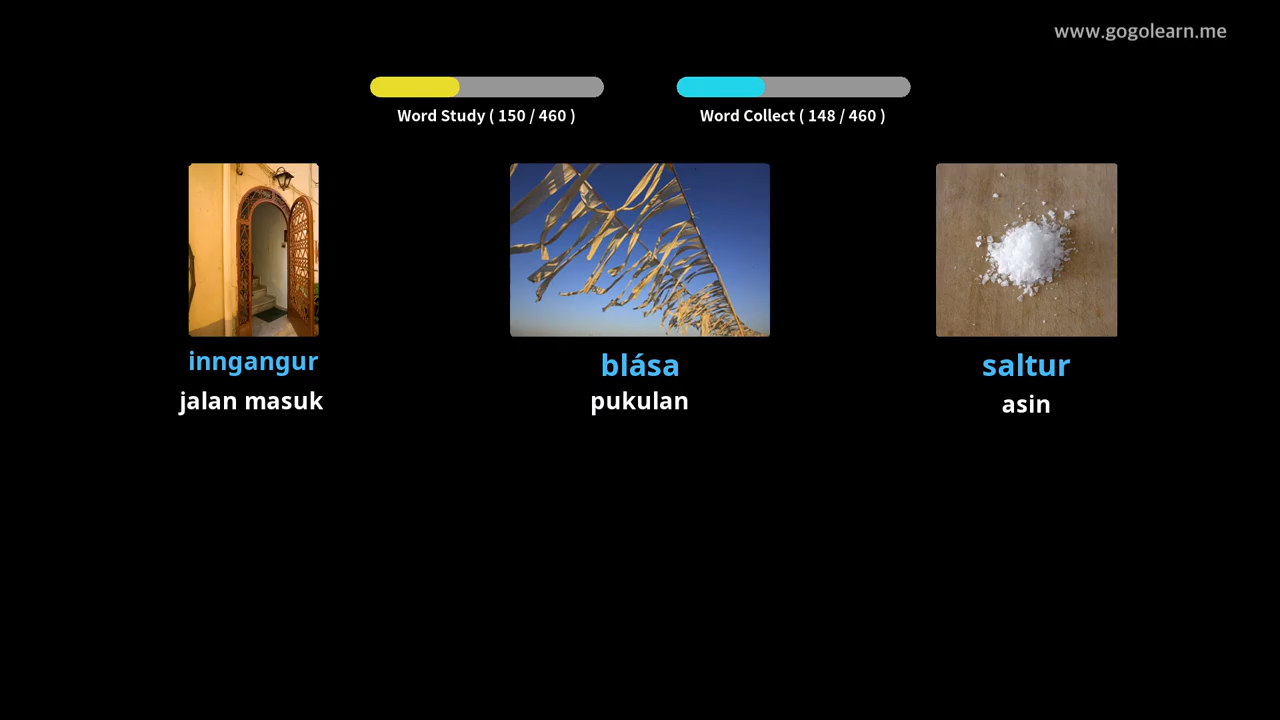 www.gogolearn.me
Word Study ( 150 / 460 )
Word Collect ( 148 / 460 )
inngangur
jalan masuk
blása
pukulan
saltur
asin